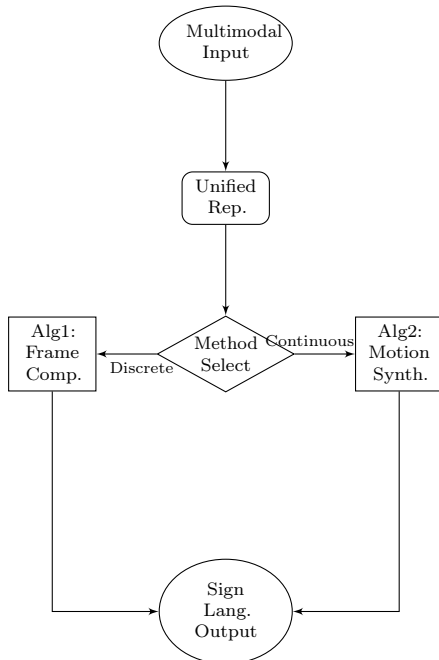 Multimodal
Input
Unified
Rep.
Alg1:
Frame
Comp.
Discrete
Method
Select
Continuous
Alg2:
Motion
Synth.
Sign
Lang.
Output